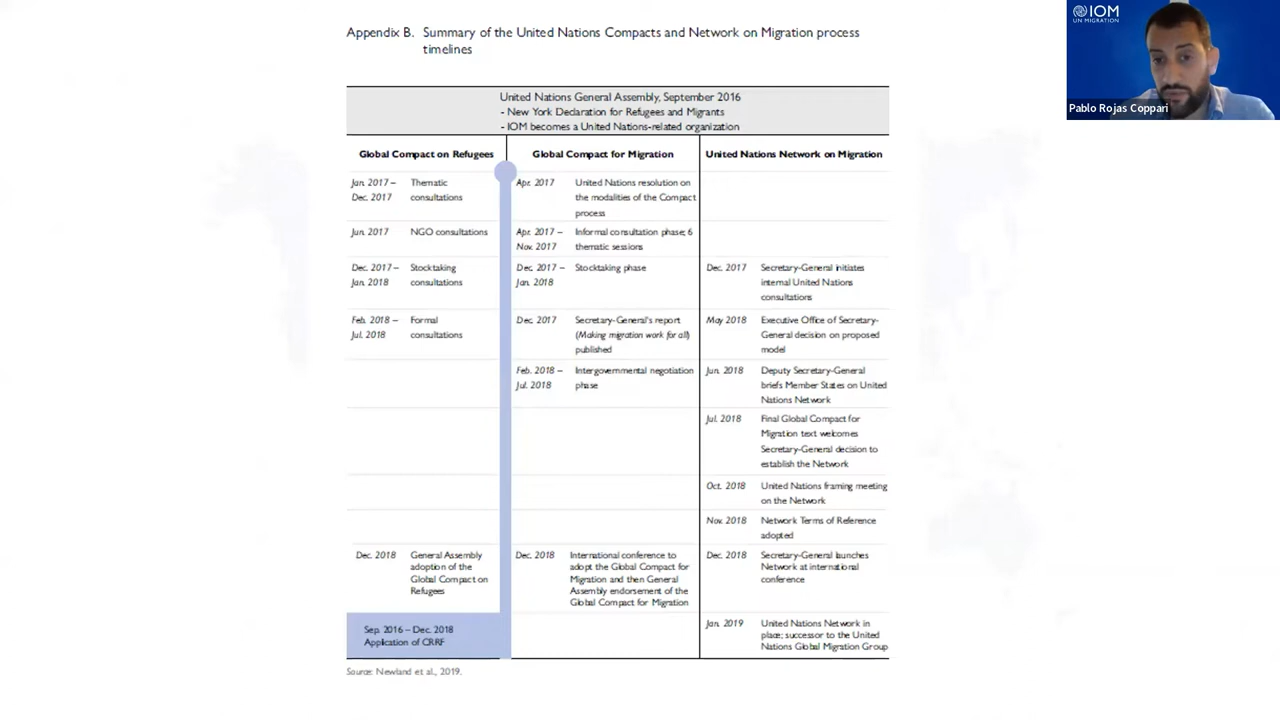 Appendix B. Summary of the United Nations Compacts and Network on Migration process
timelines
IOM
UN MIGRATION
Pablo Rojas Coppari
United Nations General Assembly, September 2016
- New York Declaration for Refugees and Migrants
- IOM becomes a United Nations-related organization
Global Compact on Refugees
Global Compact for Migration
United Nations Network on Migration
Jan. 2017 –
Dec. 2017
Thematic
consultations
Apr. 2017
United Nations resolution on
the modalities of the Compact
process
Jun. 2017
NGO consultations
Apr. 2017 –
Nov. 2017
Informal consultation phase; 6
thematic sessions
Dec. 2017 –
Jan. 2018
Stocktaking
consultations
Dec. 2017 –
Jan. 2018
Stocktaking phase
Dec. 2017
Secretary-General initiates
internal United Nations
consultations
Feb. 2018 –
Jul. 2018
Formal
consultations
Dec. 2017
Secretary-General's report
(Making migration work for all)
published
May 2018
Executive Office of Secretary-
General decision on proposed
model
Feb. 2018 –
Jul. 2018
Intergovernmental negotiation
phase
Jun. 2018
Deputy Secretary-General
briefs Member States on United
Nations Network
Jul. 2018
Final Global Compact for
Migration text welcomes
Secretary-General decision to
establish the Network
Oct. 2018
United Nations framing meeting
on the Network
Nov. 2018
Network Terms of Reference
adopted
Dec. 2018
General Assembly
adoption of the
Global Compact on
Refugees
Dec. 2018
International conference to
adopt the Global Compact for
Migration and then General
Assembly endorsement of the
Global Compact for Migration
Dec. 2018
Secretary-General launches
Network at international
conference
Sep. 2016 – Dec. 2018
Application of CRRF
Jan. 2019
United Nations Network in
place; successor to the United
Nations Global Migration Group
Source: Newland et al., 2019.